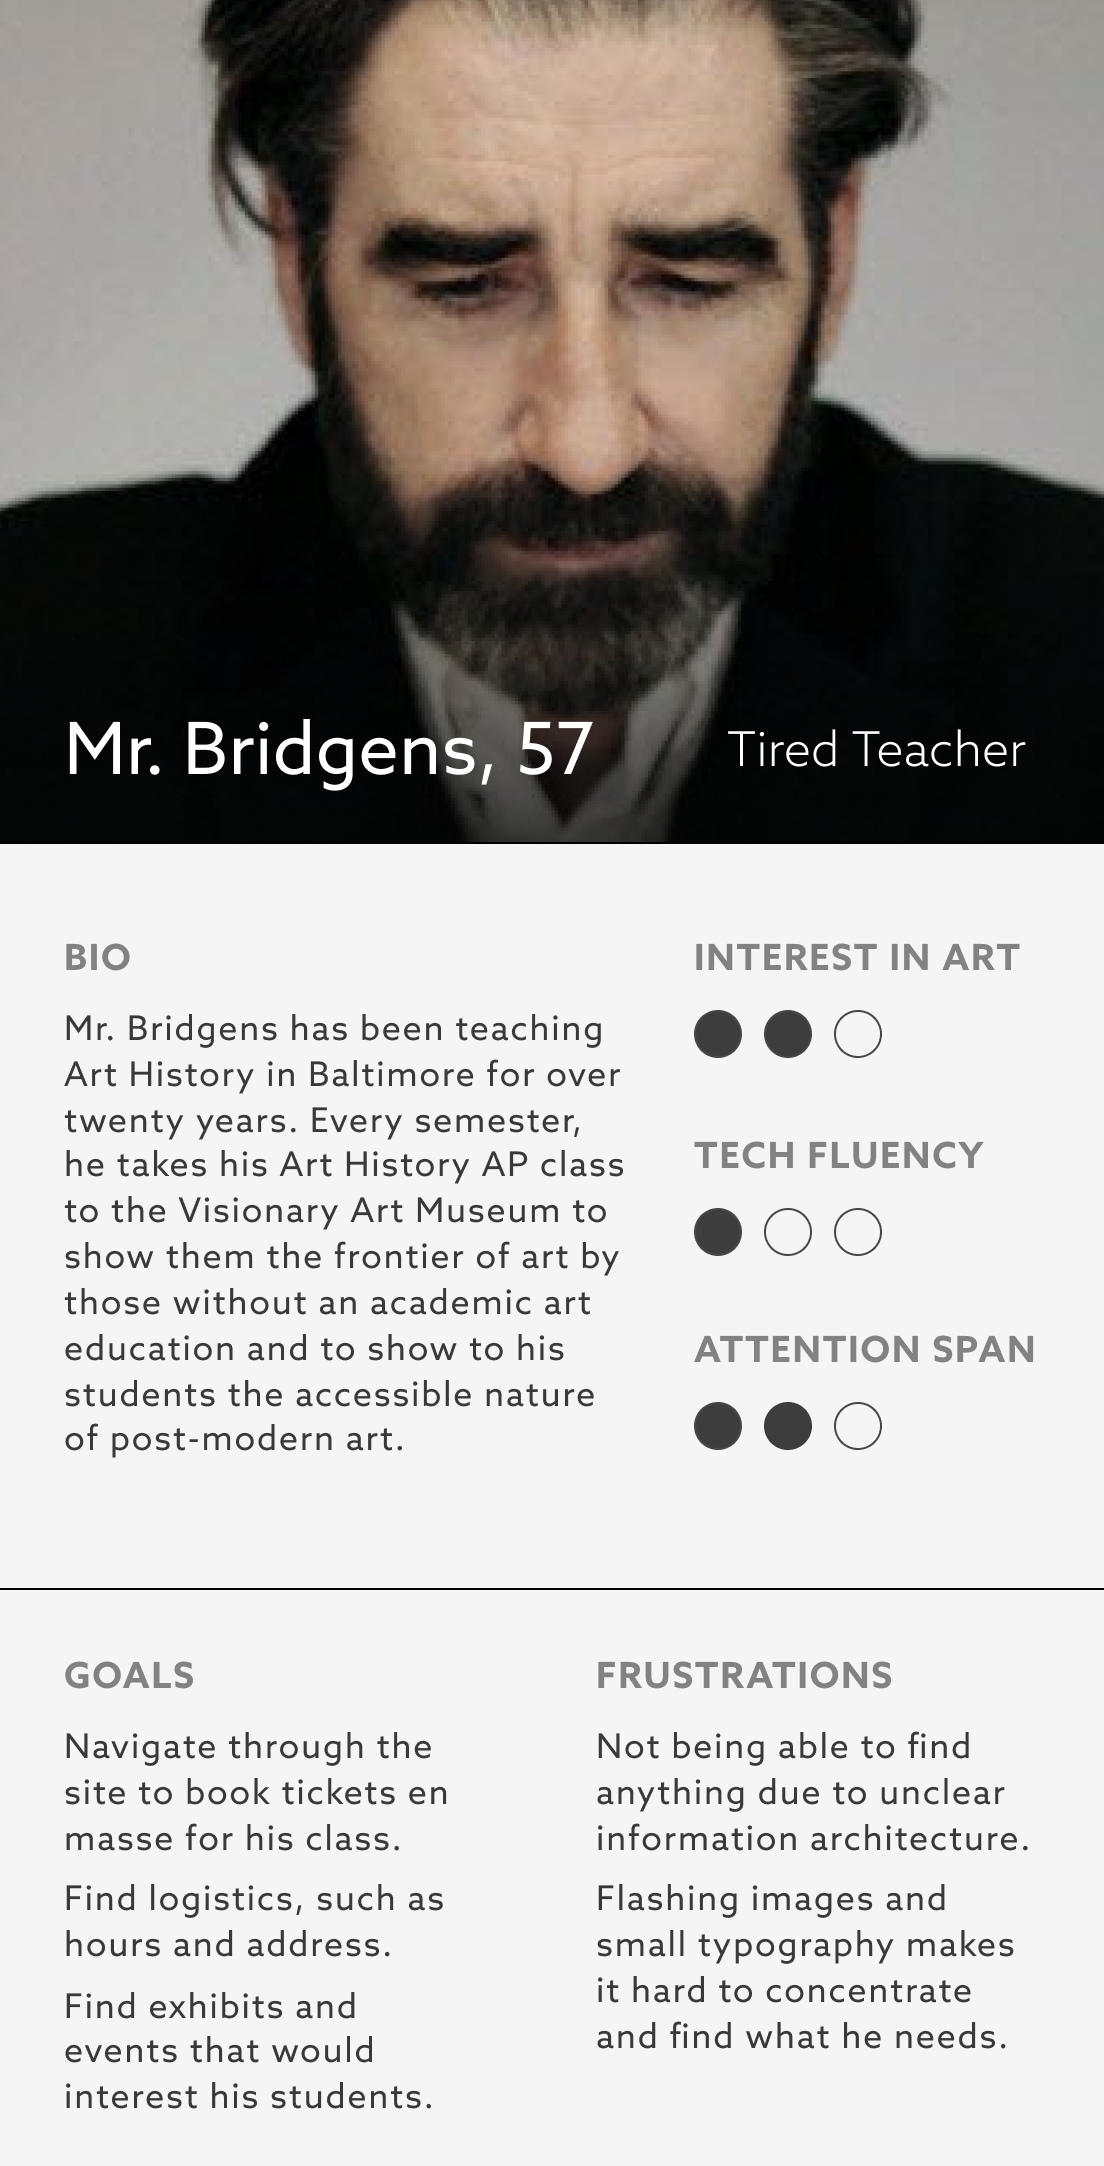 Mr. Bridgens, 57
Tired Teacher
BIO
Mr. Bridgens has been teaching
Art History in Baltimore for over
twenty years. Every semester,
he takes his Art History AP class
to the Visionary Art Museum to
show them the frontier of art by
those without an academic art
education and to show to his
students the accessible nature
of post-modern art.
INTEREST IN ART
TECH FLUENCY
ATTENTION SPAN
GOALS
Navigate through the
site to book tickets en
masse for his class.
Find logistics, such as
hours and address.
Find exhibits and
events that would
interest his students.
FRUSTRATIONS
Not being able to find
anything due to unclear
information architecture.
Flashing images and
small typography makes
it hard to concentrate
and find what he needs.